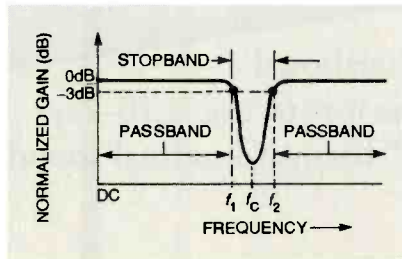 NORMALIZED GAIN (dB)
STOPBAND
0dB
–3dB
PASSBAND
PASSBAND
DC
f1
fC
f2
FREQUENCY